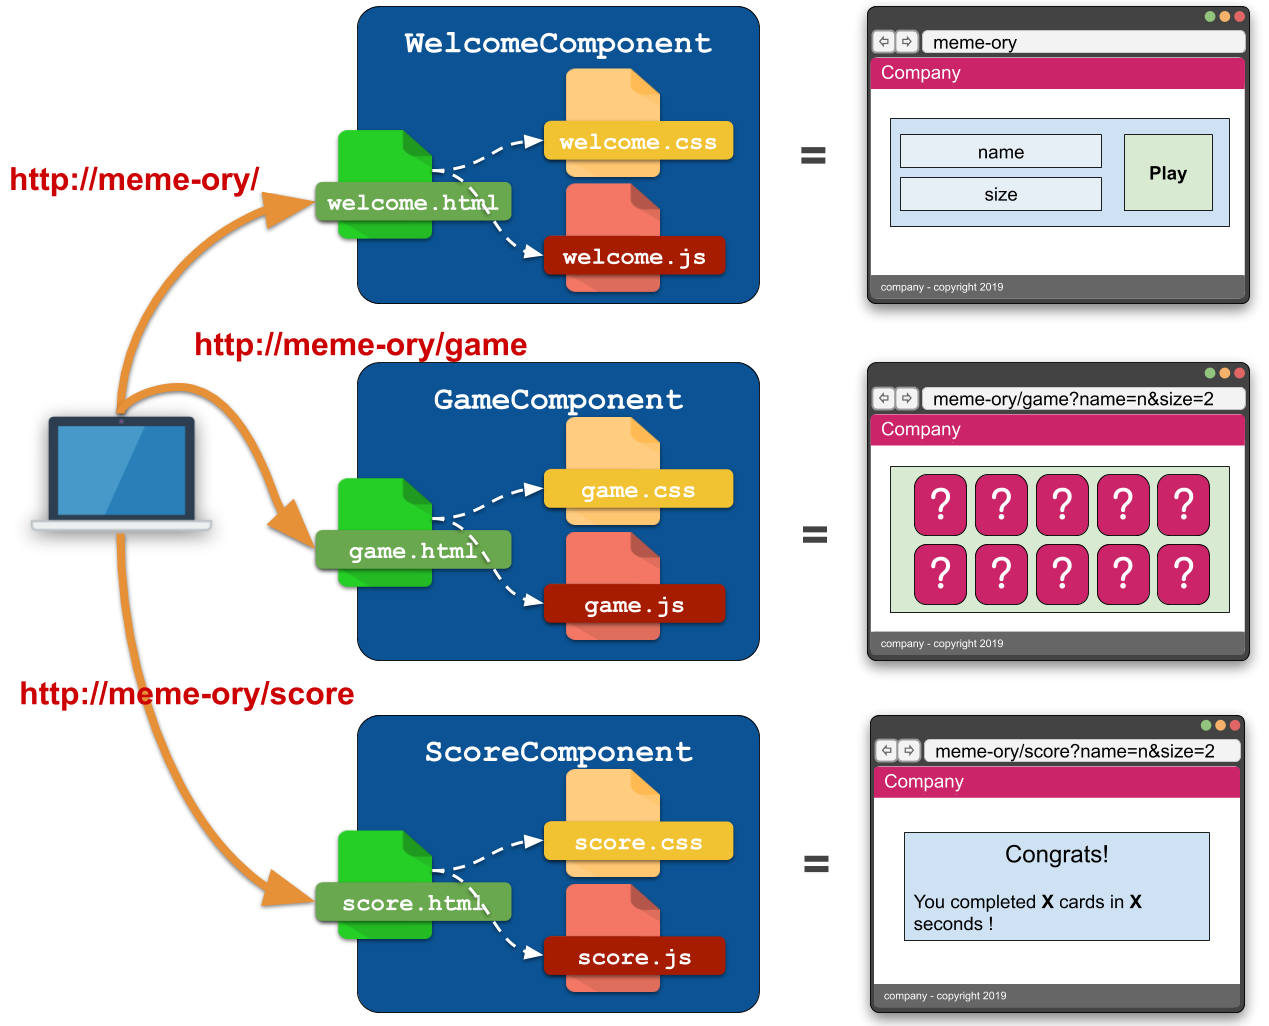 http://meme-ory/
WelcomeComponent
welcome.html
welcome.css
welcome.js
=
meme-ory
Company
name
size
Play
company - copyright 2019
http://meme-ory/game
GameComponent
game.html
game.css
game.js
=
meme-ory/game?name=n&size=2
Company
? ? ? ? ?
? ? ? ? ?
company - copyright 2019
http://meme-ory/score
ScoreComponent
score.html
score.css
score.js
=
meme-ory/score?name=n&size=2
Company
Congrats!
You completed X cards in X
seconds !
company - copyright 2019